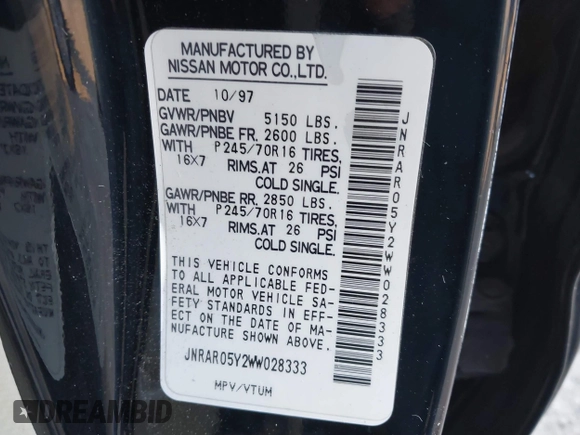 MANUFACTURED BY
NISSAN MOTOR CO.,LTD.
DATE 10/97
GVWR/PNBV 5150 LBS.
GAWR/PNBE FR. 2600 LBS.
WITH P245/70R16 TIRES,
16X7 RIMS.AT 26 PSI
COLD SINGLE.
GAWR/PNBE RR. 2850 LBS.
WITH P245/70R16 TIRES,
16X7 RIMS.AT 26 PSI
COLD SINGLE.
THIS VEHICLE CONFORMS
TO ALL APPLICABLE FED-
ERAL MOTOR VEHICLE SA-
FETY STANDARDS IN EFF-
ECT ON THE DATE OF MA-
NUFACTURE SHOWN ABOVE.
JNRAR05Y2WW028333
MPV/VTUM
JNRAR05Y2WW028333
DREAMBID